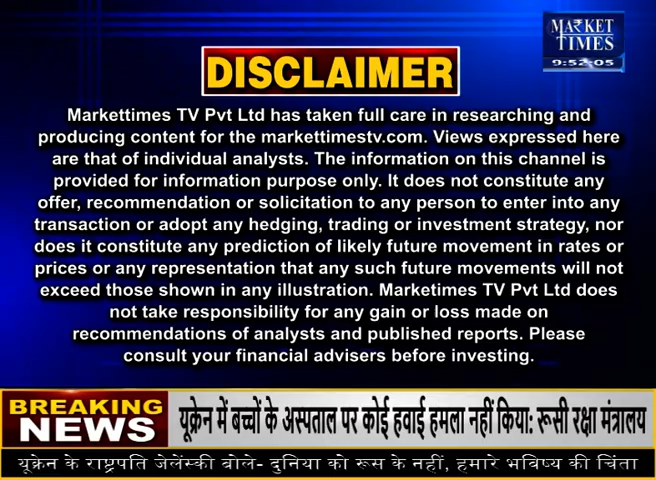 MARKET
TIMES
9:52:05
DISCLAIMER
Markettimes TV Pvt Ltd has taken full care in researching and
producing content for the markettimestv.com. Views expressed here
are that of individual analysts. The information on this channel is
provided for information purpose only. It does not constitute any
offer, recommendation or solicitation to any person to enter into any
transaction or adopt any hedging, trading or investment strategy, nor
does it constitute any prediction of likely future movement in rates or
prices or any representation that any such future movements will not
exceed those shown in any illustration. Marketimes TV Pvt Ltd does
not take responsibility for any gain or loss made on
recommendations of analysts and published reports. Please
consult your financial advisers before investing.
BREAKING
NEWS
यूक्रेन में बच्चों के अस्पताल पर कोई हवाई हमला नहीं किया: रूसी रक्षा मंत्रालय
यूक्रेन के राष्ट्रपति जेलेंस्की बोले- दुनिया को रूस के नहीं, हमारे भविष्य की चिंता